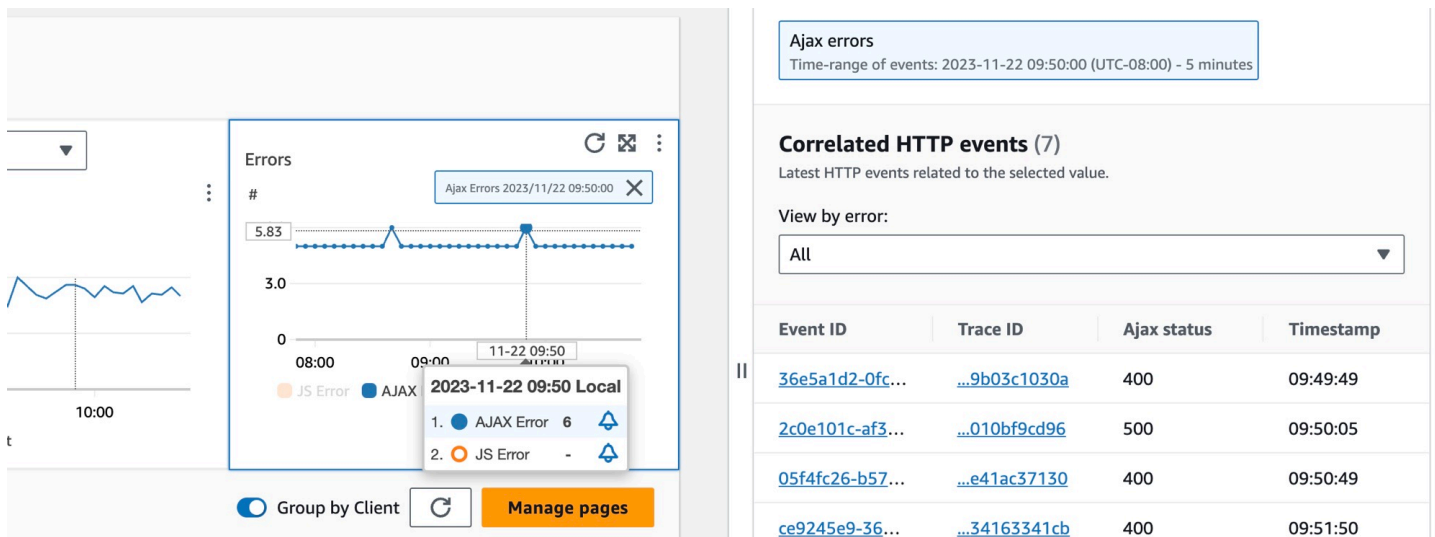 Errors
#
Ajax Errors 2023/11/22 09:50:00
5.83
3.0
0
08:00
09:00
11-22 09:50
JS Error
AJAX
2023-11-22 09:50 Local
1. AJAX Error 6
2. JS Error -
10:00
t
Group by Client
Manage pages
Ajax errors
Time-range of events: 2023-11-22 09:50:00 (UTC-08:00) - 5 minutes
Correlated HTTP events (7)
Latest HTTP events related to the selected value.
View by error:
All
Event ID Trace ID Ajax status Timestamp
36e5a1d2-0fc... ...9b03c1030a 400 09:49:49
2c0e101c-af3... ...010bf9cd96 500 09:50:05
05f4fc26-b57... ...e41ac37130 400 09:50:49
ce9245e9-36... ...34163341cb 400 09:51:50